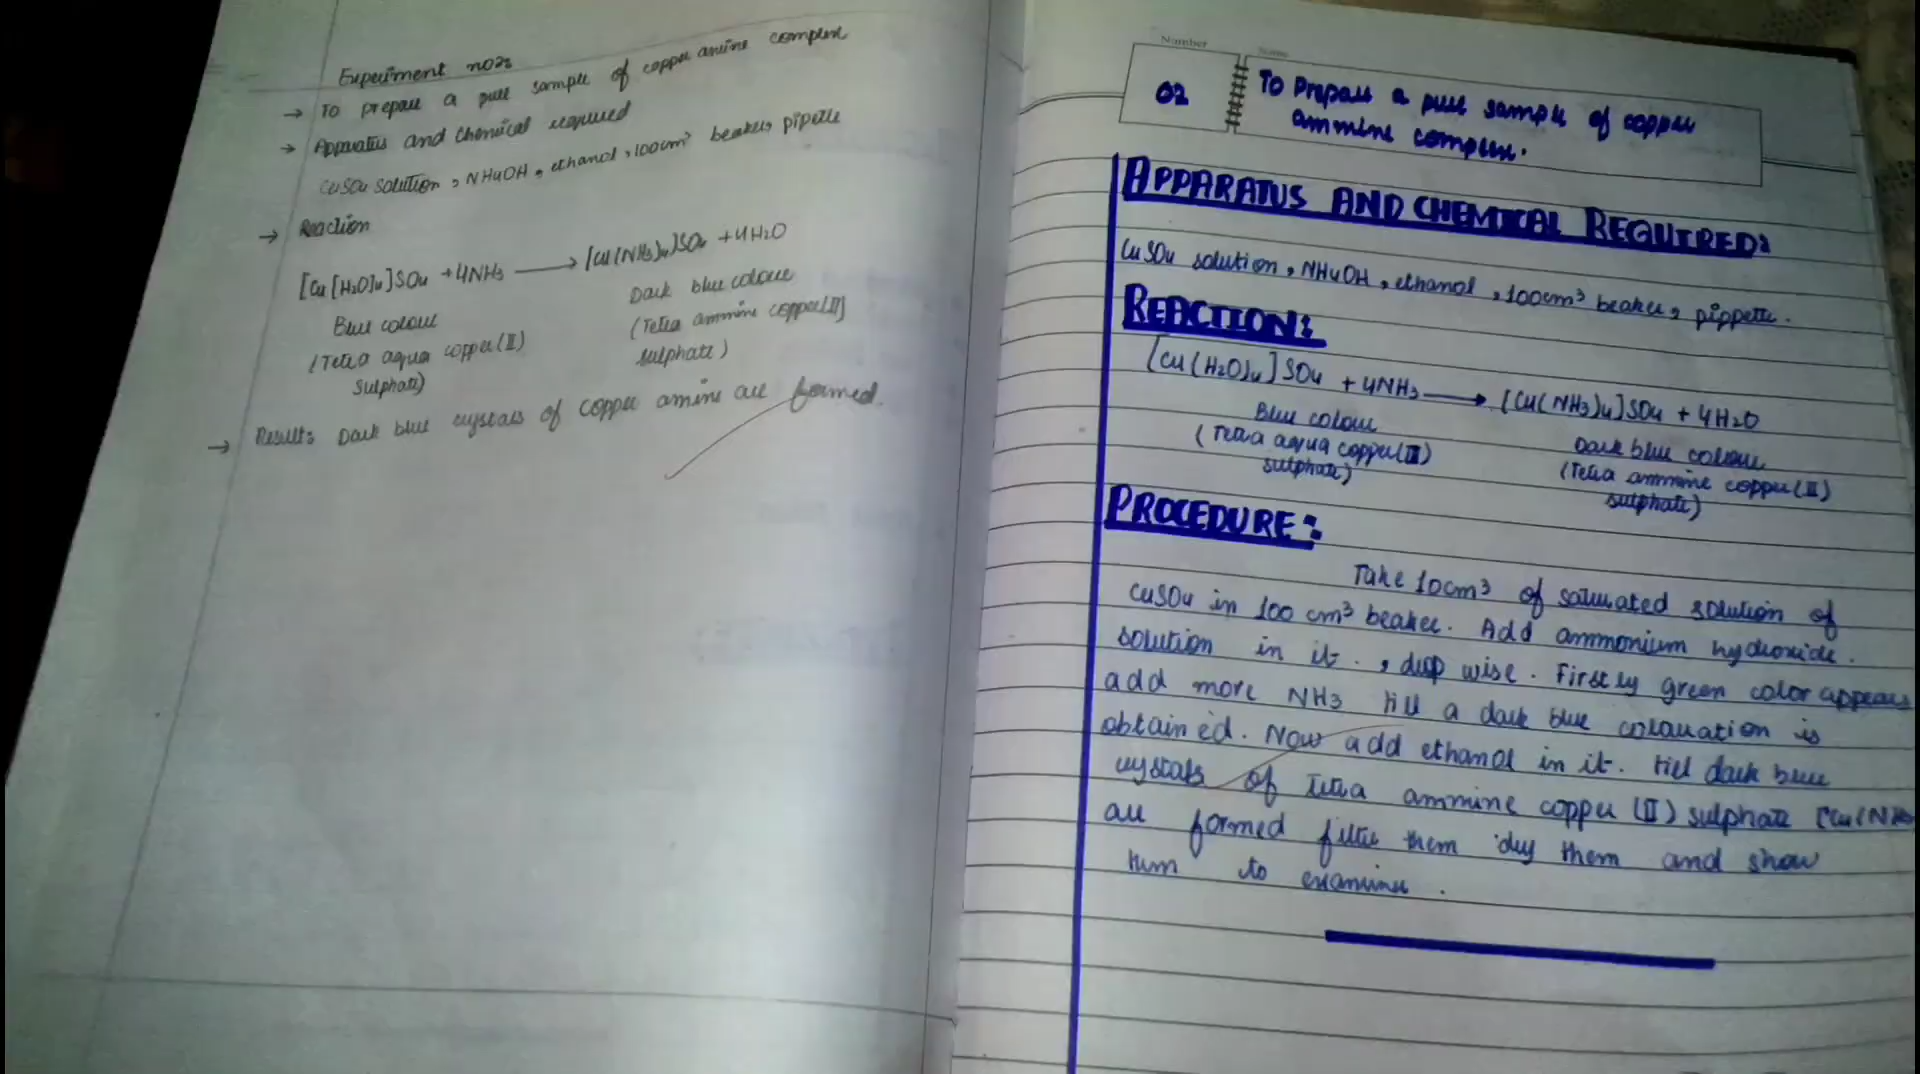 Experiment no2:
→ To prepare a pure sample of copper amine complex
→ Apparatus and chemical required
CuSO4 solution, NH4OH, ethanol, 100cm³ beaker, pipette
→ Reaction
[Cu(H2O)4]SO4 + 4NH3 → [Cu(NH3)4]SO4 + 4H2O
Blue colour Dark blue colour
(Tetra aqua copper(II) (Tetra ammine copper(II)
sulphate) sulphate)
→ Result: Dark blue crystals of copper amine are formed.
Number Name
02 To Prepare a pure sample of copper
ammine complex.
APPARATUS AND CHEMICAL REQUIRED:
CuSO4 solution, NH4OH, ethanol, 100cm³ beaker, pippette.
REACTION:
[Cu(H2O)4]SO4 + 4NH3 → [Cu(NH3)4]SO4 + 4H2O
Blue colour Dark blue colour
(Tetra aqua copper(II) (Tetra ammine copper(II)
sulphate) sulphate)
PROCEDURE:
Take 10cm³ of saturated solution of
CuSO4 in 100 cm³ beaker. Add ammonium hydroxide.
solution in it., drop wise. Firstly green color appears
add more NH3 till a dark blue colouration is
obtained. Now add ethanol in it. till dark blue
crystals of Tetra ammine copper (II) sulphate [Cu(NH3
are formed filter them dry them and show
them to examiner.